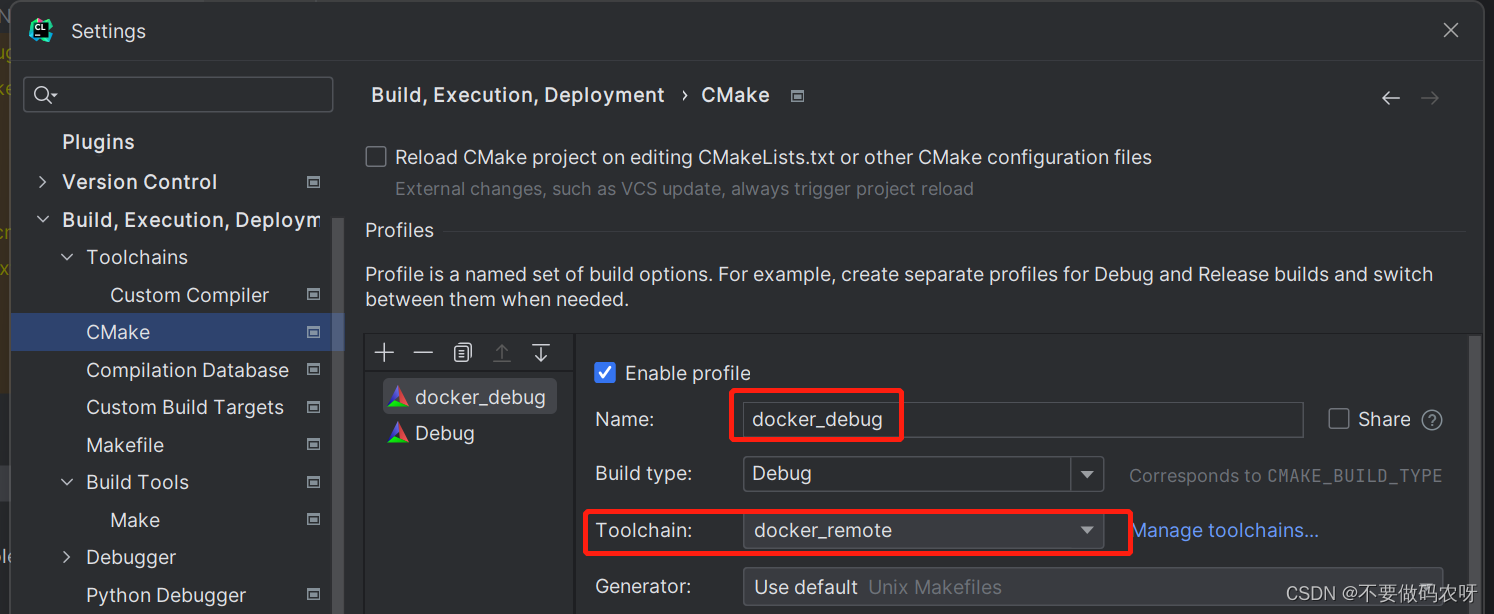 Settings
Build, Execution, Deployment › CMake
Plugins
Version Control
Build, Execution, Deploym
Toolchains
Custom Compiler
CMake
Compilation Database
Custom Build Targets
Makefile
Build Tools
Make
Debugger
Python Debugger
Reload CMake project on editing CMakeLists.txt or other CMake configuration files
External changes, such as VCS update, always trigger project reload
Profiles
Profile is a named set of build options. For example, create separate profiles for Debug and Release builds and switch
between them when needed.
docker_debug
Debug
Enable profile
Name: docker_debug Share ?
Build type: Debug Corresponds to CMAKE_BUILD_TYPE
Toolchain: docker_remote Manage toolchains...
Generator: Use default Unix Makefiles
CSDN @不要做码农呀